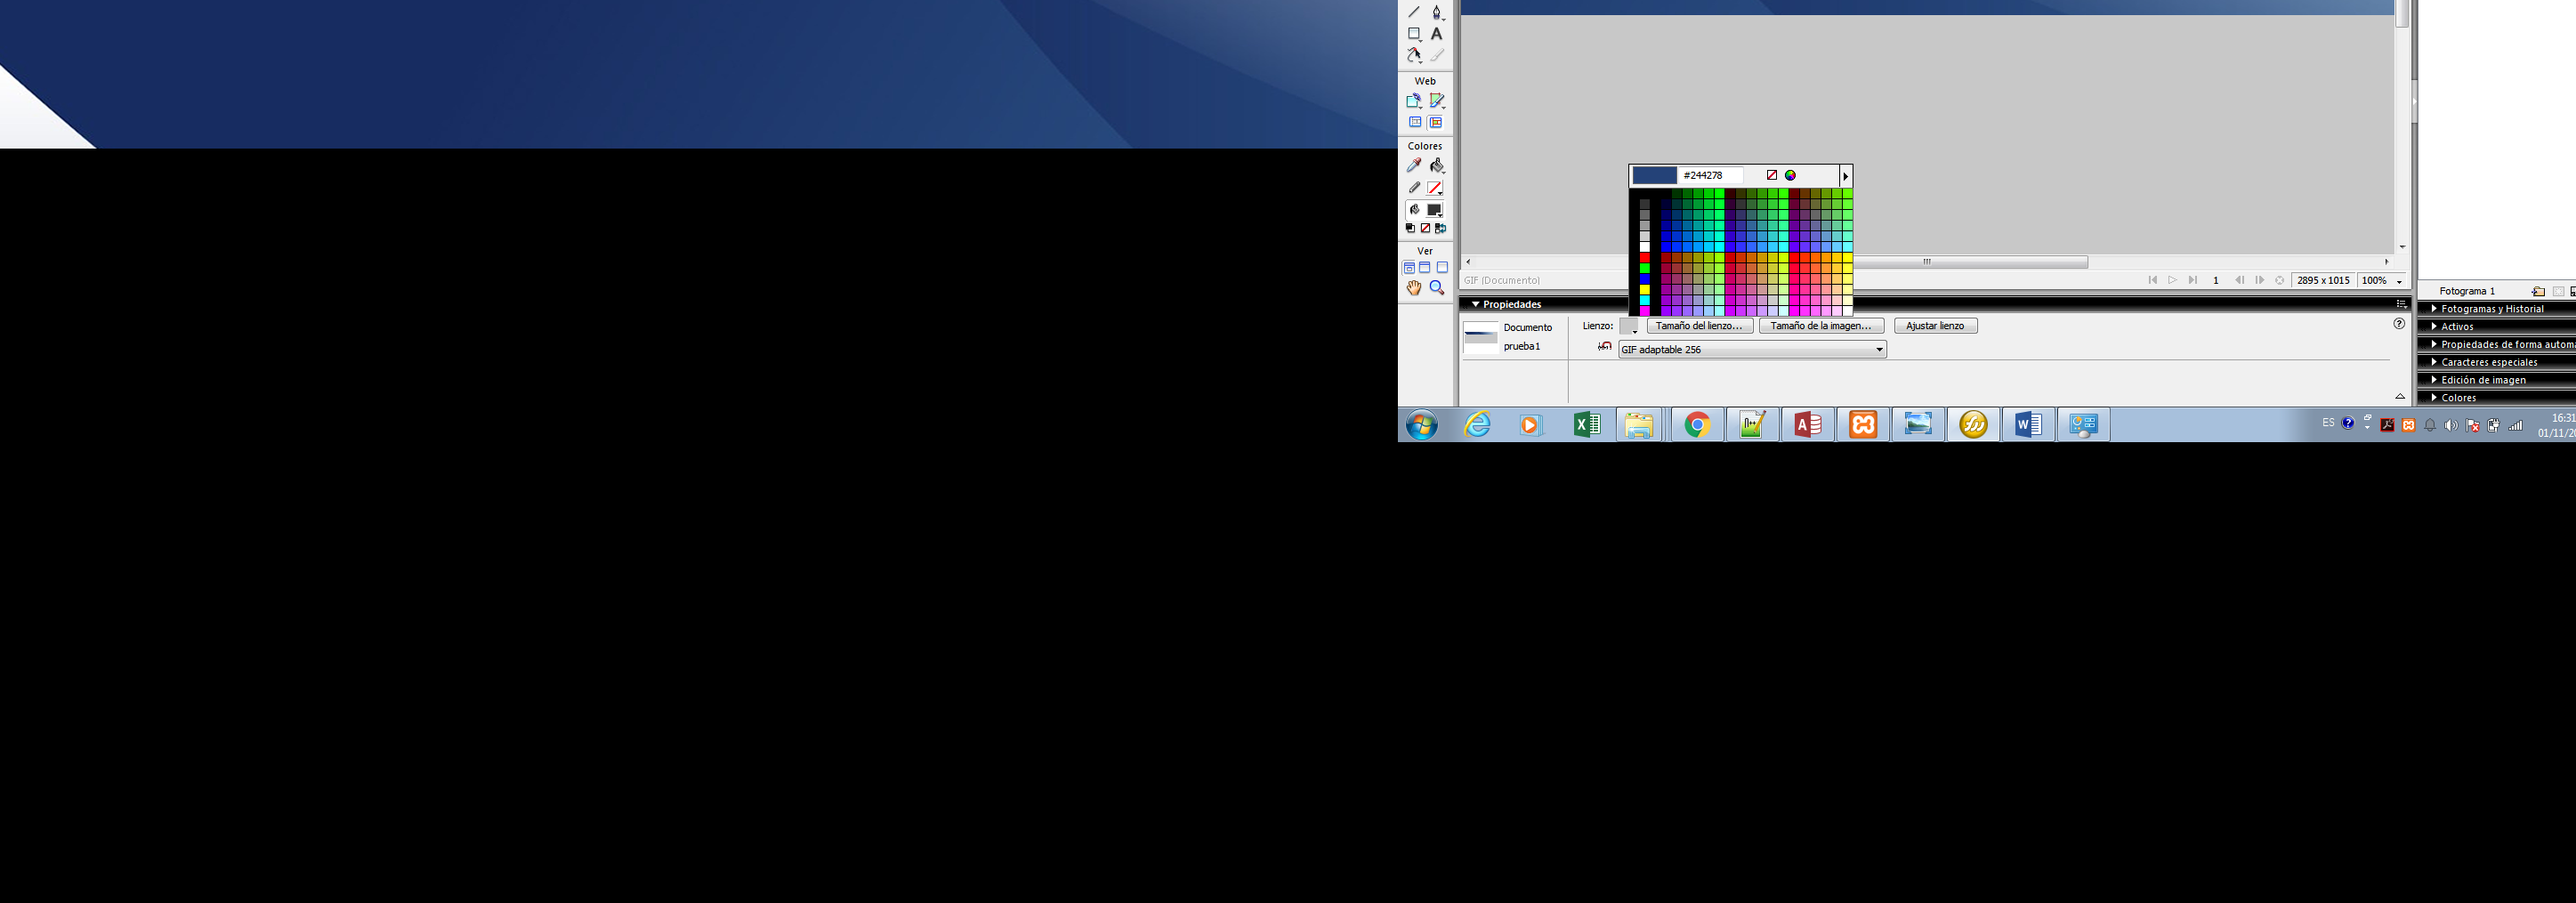 Web
Colores
#244278
Ver
GIF (Documento)
1
2895 x 1015
100%
Fotograma 1
Propiedades
Fotogramas y Historial
Documento
Lienzo:
Tamaño del lienzo...
Tamaño de la imagen...
Ajustar lienzo
Activos
prueba1
GIF adaptable 256
Propiedades de forma
Caracteres especiales
Edición de imagen
Colores
ES
16:31
01/11/20